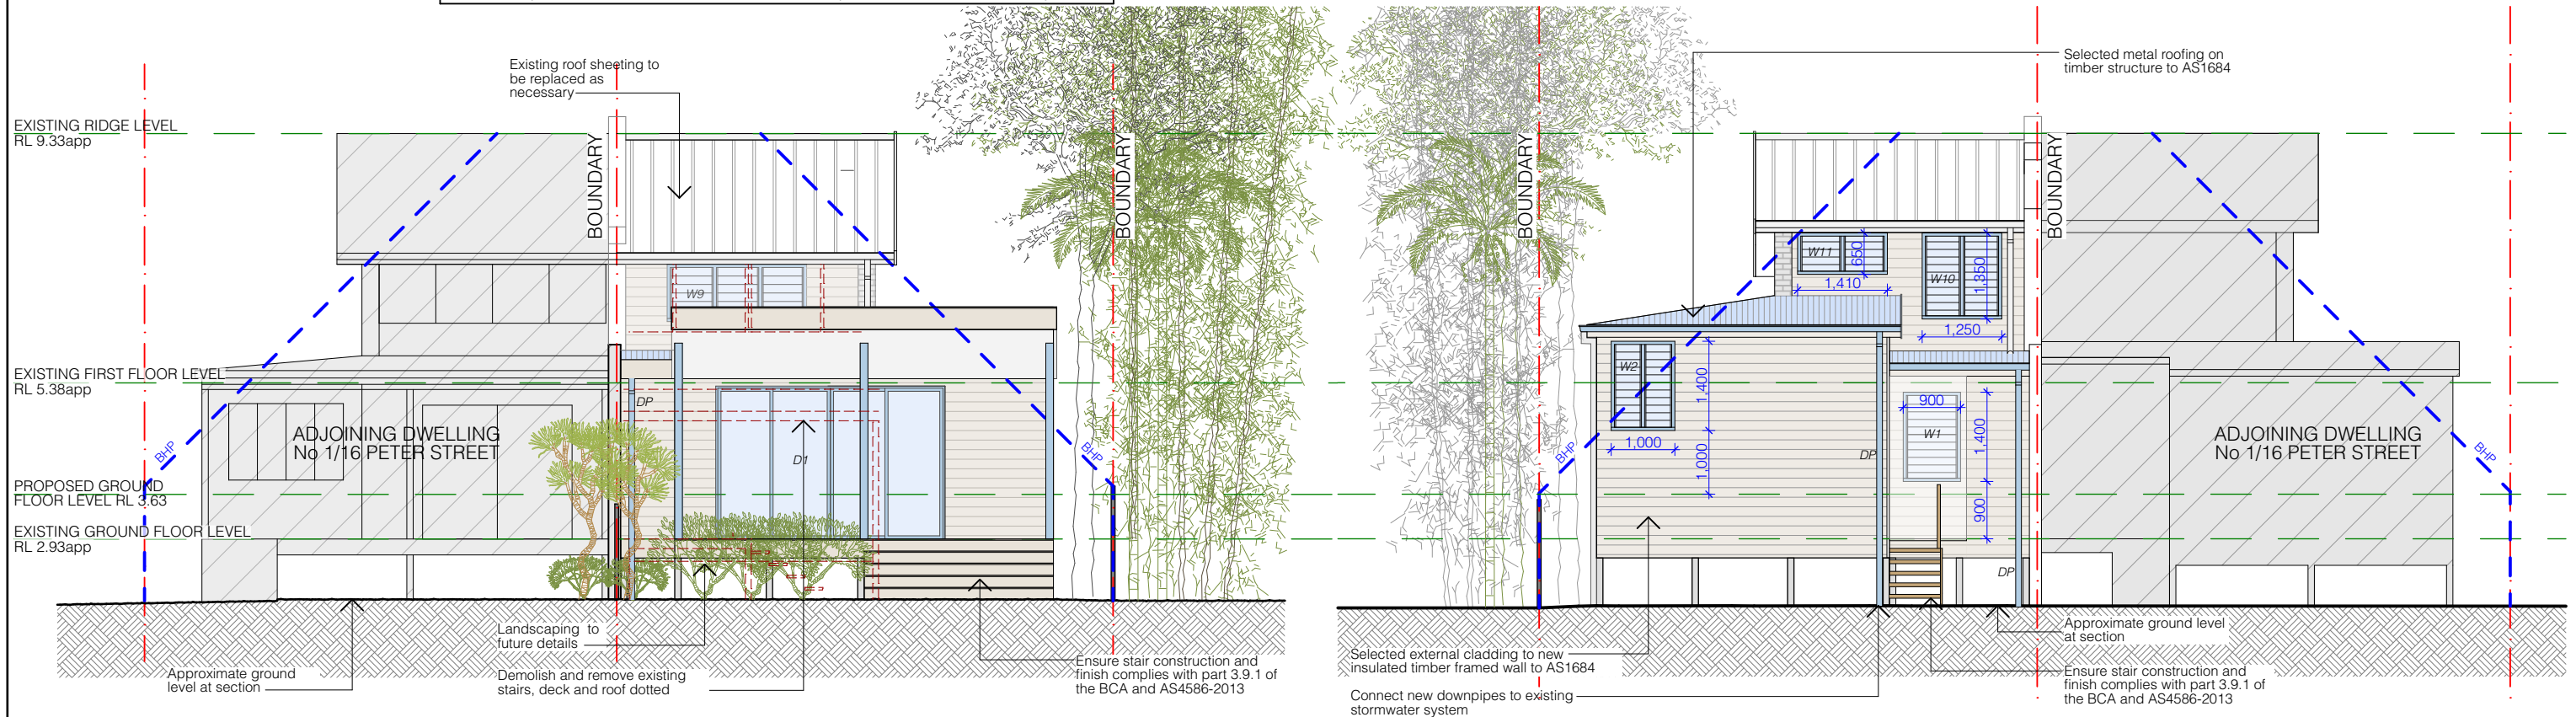 Existing roof sheeting to
be replaced as
necessary
EXISTING RIDGE LEVEL
RL 9.33app
BOUNDARY
BOUNDARY
W9
EXISTING FIRST FLOOR LEVEL
RL 5.38app
DP
ADJOINING DWELLING
No 1/16 PETER STREET
BHP
D1
BHP
PROPOSED GROUND
FLOOR LEVEL RL 3.63
EXISTING GROUND FLOOR LEVEL
RL 2.93app
Landscaping to
future details
Approximate ground
level at section
Demolish and remove existing
stairs, deck and roof dotted
Ensure stair construction and
finish complies with part 3.9.1 of
the BCA and AS4586-2013
Selected metal roofing on
timber structure to AS1684
BOUNDARY
BOUNDARY
W11
650
1,410
W10
1,350
1,250
W2
1,400
1,000
1,000
900
W1
1,400
900
DP
DP
BHP
ADJOINING DWELLING
No 1/16 PETER STREET
BHP
Selected external cladding to new
insulated timber framed wall to AS1684
Connect new downpipes to existing
stormwater system
Approximate ground level
at section
Ensure stair construction and
finish complies with part 3.9.1 of
the BCA and AS4586-2013